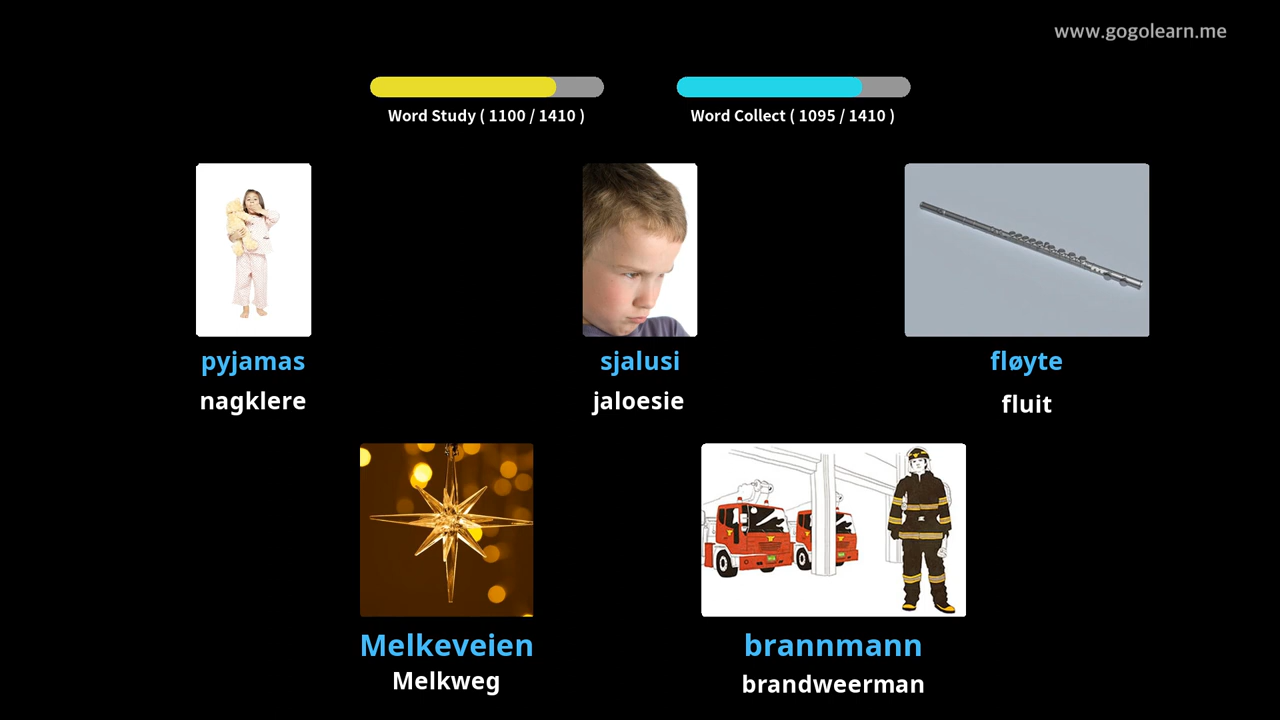 www.gogolearn.me
Word Study ( 1100 / 1410 )
Word Collect ( 1095 / 1410 )
pyjamas
nagklere
sjalusi
jaloesie
fløyte
fluit
Melkeveien
Melkweg
brannmann
brandweerman